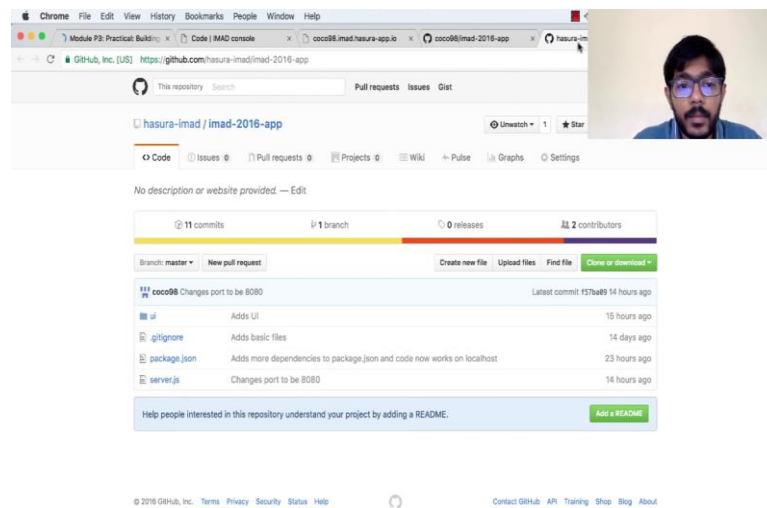 Chrome File Edit View History Bookmarks People Window Help
Module P3: Practical: Building × Code | IMAD console × coco98.imad.hasura-app.io × coco98/imad-2016-app × hasura-im
GitHub, Inc. [US] https://github.com/hasura-imad/imad-2016-app
This repository Search Pull requests Issues Gist
hasura-imad / imad-2016-app Unwatch 1 Star
Code Issues 0 Pull requests 0 Projects 0 Wiki Pulse Graphs Settings
No description or website provided. — Edit
11 commits 1 branch 0 releases 2 contributors
Branch: master New pull request Create new file Upload files Find file Clone or download
coco98 Changes port to be 8080 Latest commit f57ba09 14 hours ago
ui Adds UI 15 hours ago
.gitignore Adds basic files 14 days ago
package.json Adds more dependencies to package.json and code now works on localhost 23 hours ago
server.js Changes port to be 8080 14 hours ago
Help people interested in this repository understand your project by adding a README. Add a README
© 2016 GitHub, Inc. Terms Privacy Security Status Help Contact GitHub API Training Shop Blog About